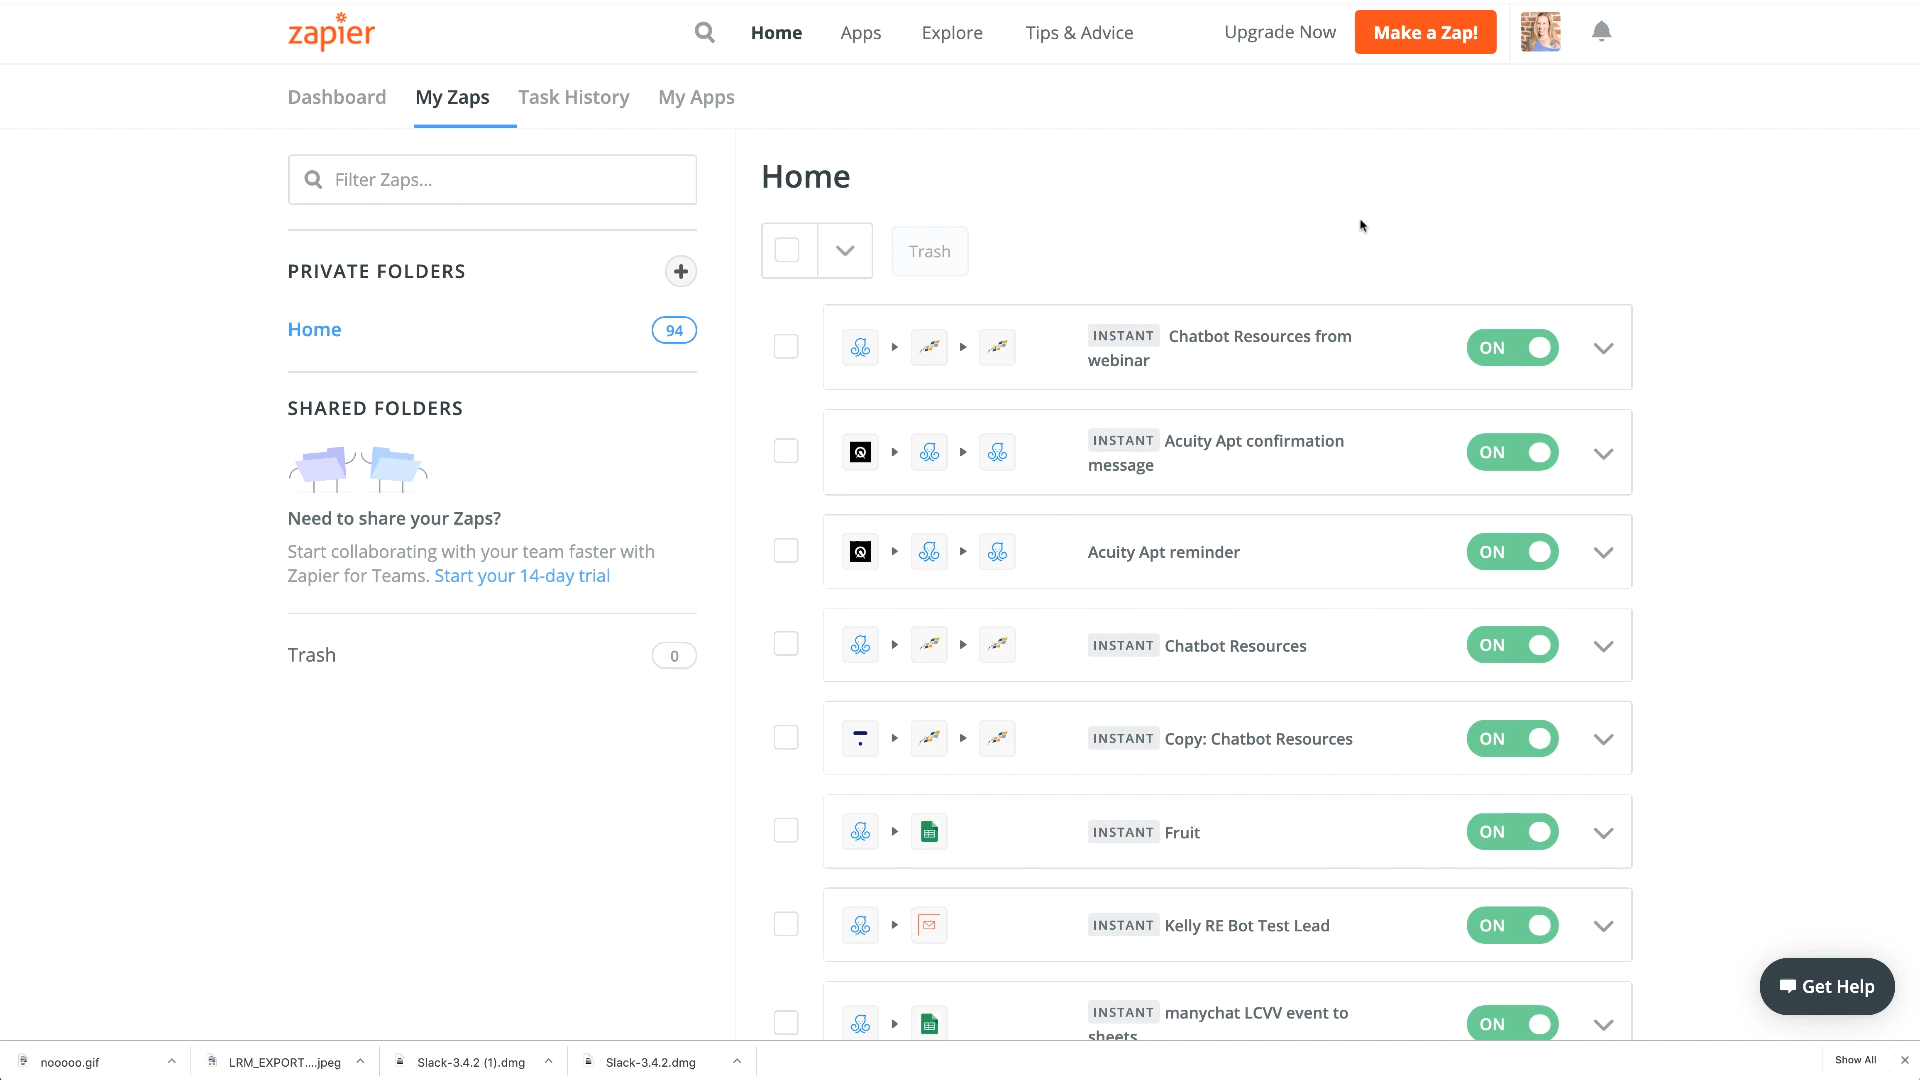 zapier
Home
Apps
Explore
Tips & Advice
Upgrade Now
Make a Zap!
Dashboard
My Zaps
Task History
My Apps
Filter Zaps...
PRIVATE FOLDERS
Home
94
SHARED FOLDERS
Need to share your Zaps?
Start collaborating with your team faster with
Zapier for Teams. Start your 14-day trial
Trash
0
Home
Trash
INSTANT Chatbot Resources from
webinar
ON
INSTANT Acuity Apt confirmation
message
ON
Acuity Apt reminder
ON
INSTANT Chatbot Resources
ON
INSTANT Copy: Chatbot Resources
ON
INSTANT Fruit
ON
INSTANT Kelly RE Bot Test Lead
ON
INSTANT manychat LCVV event to
sheets
ON
Get Help
nooooo.gif
LRM_EXPORT....jpeg
Slack-3.4.2 (1).dmg
Slack-3.4.2.dmg
Show All